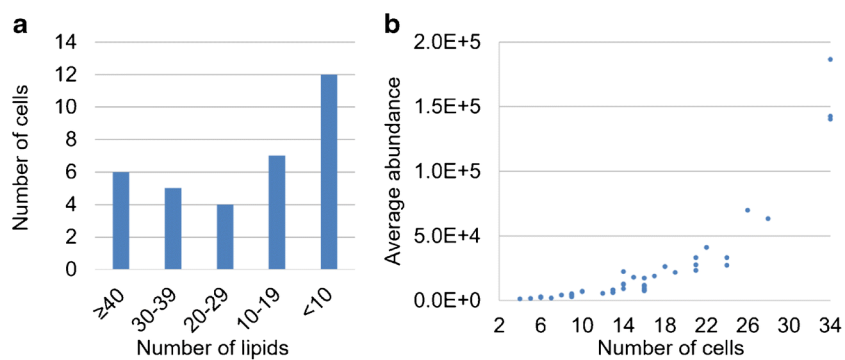 a
Number of cells
14
12
10
8
6
4
2
0
≥40 30-39 20-29 10-19 <10
Number of lipids
b
Average abundance
2.0E+5
1.5E+5
1.0E+5
5.0E+4
0.0E+0
2 6 10 14 18 22 26 30 34
Number of cells